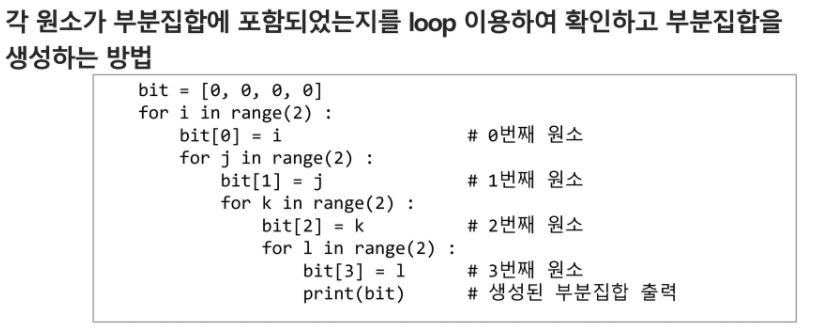 각 원소가 부분집합에 포함되었는지를 loop 이용하여 확인하고 부분집합을
생성하는 방법
bit = [0, 0, 0, 0]
for i in range(2) :
    bit[0] = i                  # 0번째 원소
    for j in range(2) :
        bit[1] = j              # 1번째 원소
        for k in range(2) :
            bit[2] = k          # 2번째 원소
            for l in range(2) :
                bit[3] = l      # 3번째 원소
                print(bit)      # 생성된 부분집합 출력